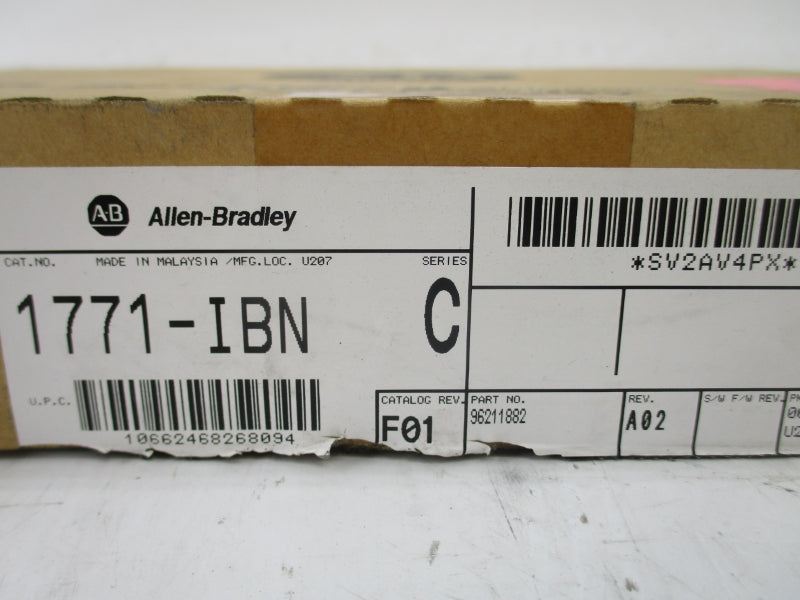 A-B Allen-Bradley
*SV2AV4PX*
CAT.NO. MADE IN MALAYSIA /MFG.LOC. U207 SERIES
1771-IBN C
U.P.C.
10662468268094
CATALOG REV.
F01
PART NO.
96211882
REV.
A02
S/W F/W REV.